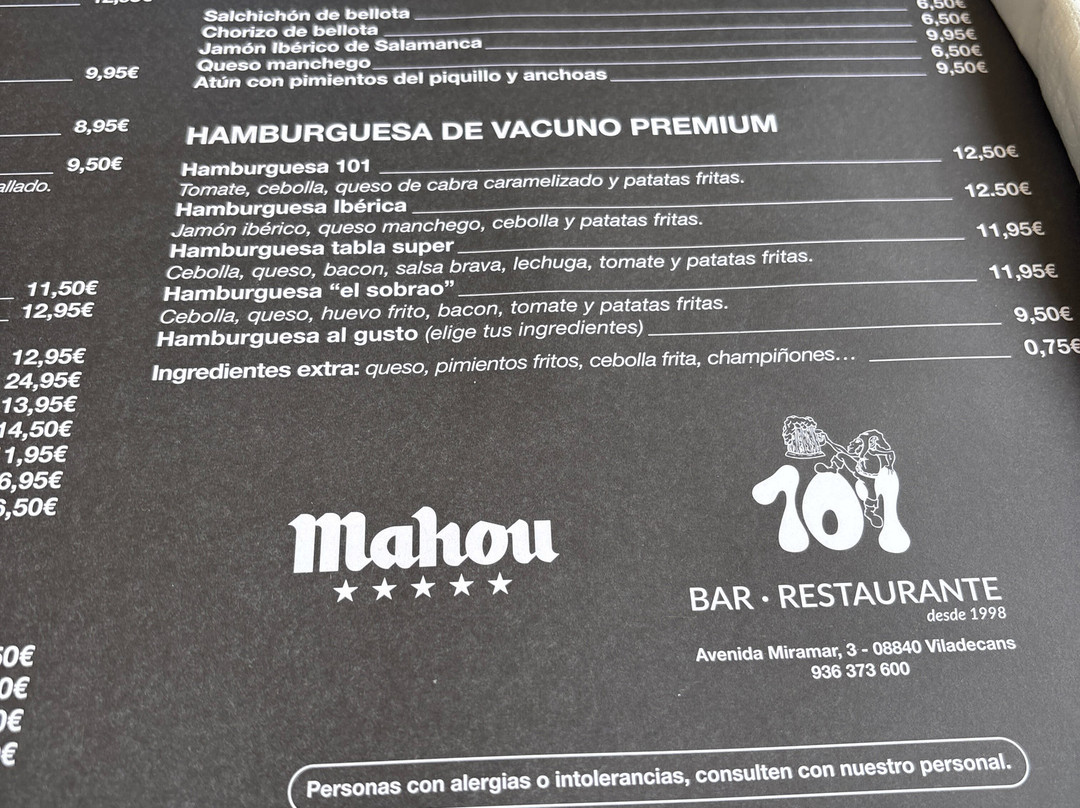 9,95€
8,95€
9,50€
allado.
11,50€
12,95€
12,95€
24,95€
13,95€
14,50€
1,95€
6,95€
6,50€
50€
0€
0€
€
Salchichón de bellota 6,50€
Chorizo de bellota 6,50€
Jamón Ibérico de Salamanca 9,95€
Queso manchego 6,50€
Atún con pimientos del piquillo y anchoas 9,50€
HAMBURGUESA DE VACUNO PREMIUM
Hamburguesa 101 12,50€
Tomate, cebolla, queso de cabra caramelizado y patatas fritas.
Hamburguesa Ibérica 12.50€
Jamón ibérico, queso manchego, cebolla y patatas fritas.
Hamburguesa tabla super 11,95€
Cebolla, queso, bacon, salsa brava, lechuga, tomate y patatas fritas.
Hamburguesa “el sobrao” 11,95€
Cebolla, queso, huevo frito, bacon, tomate y patatas fritas.
Hamburguesa al gusto (elige tus ingredientes) 9,50€
Ingredientes extra: queso, pimientos fritos, cebolla frita, champiñones... 0,75€
Mahou
101
BAR · RESTAURANTE
desde 1998
Avenida Miramar, 3 - 08840 Viladecans
936 373 600
Personas con alergias o intolerancias, consulten con nuestro personal.